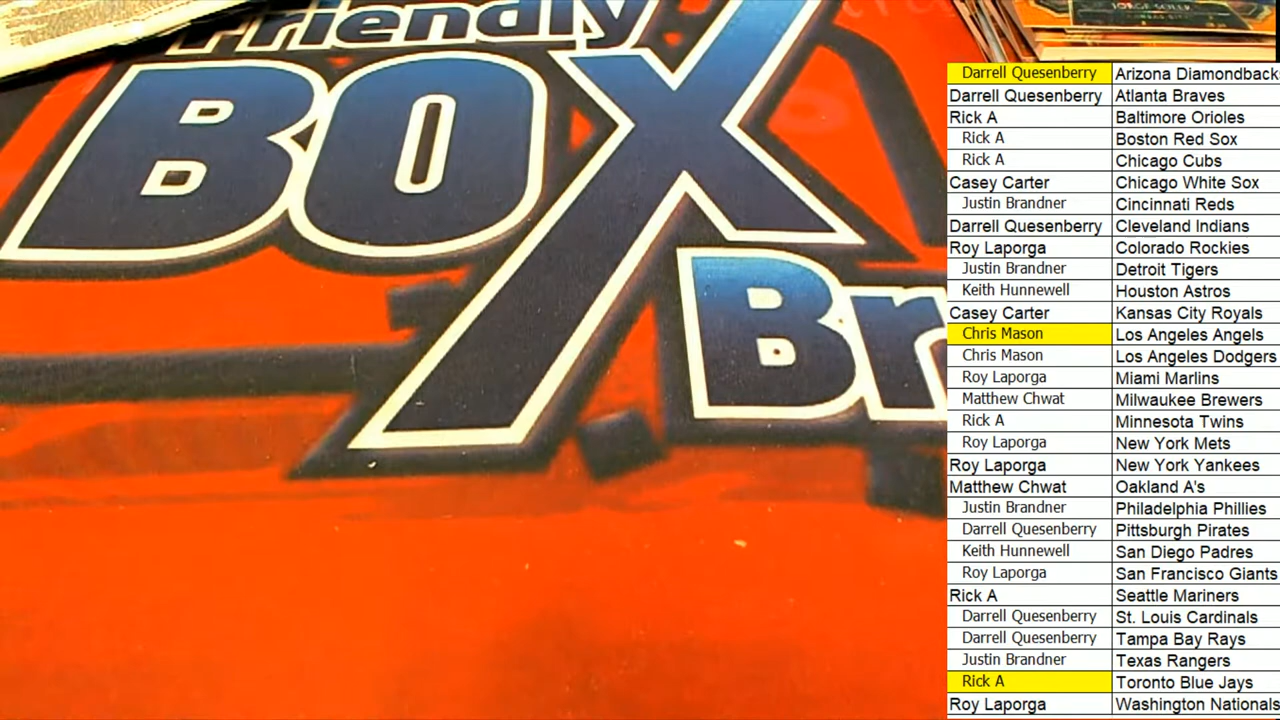 Friendly
BOX
Br
JORGE SOLER
Darrell Quesenberry Arizona Diamondbacks
Darrell Quesenberry Atlanta Braves
Rick A Baltimore Orioles
Rick A Boston Red Sox
Rick A Chicago Cubs
Casey Carter Chicago White Sox
Justin Brandner Cincinnati Reds
Darrell Quesenberry Cleveland Indians
Roy Laporga Colorado Rockies
Justin Brandner Detroit Tigers
Keith Hunnewell Houston Astros
Casey Carter Kansas City Royals
Chris Mason Los Angeles Angels
Chris Mason Los Angeles Dodgers
Roy Laporga Miami Marlins
Matthew Chwat Milwaukee Brewers
Rick A Minnesota Twins
Roy Laporga New York Mets
Roy Laporga New York Yankees
Matthew Chwat Oakland A's
Justin Brandner Philadelphia Phillies
Darrell Quesenberry Pittsburgh Pirates
Keith Hunnewell San Diego Padres
Roy Laporga San Francisco Giants
Rick A Seattle Mariners
Darrell Quesenberry St. Louis Cardinals
Darrell Quesenberry Tampa Bay Rays
Justin Brandner Texas Rangers
Rick A Toronto Blue Jays
Roy Laporga Washington Nationals